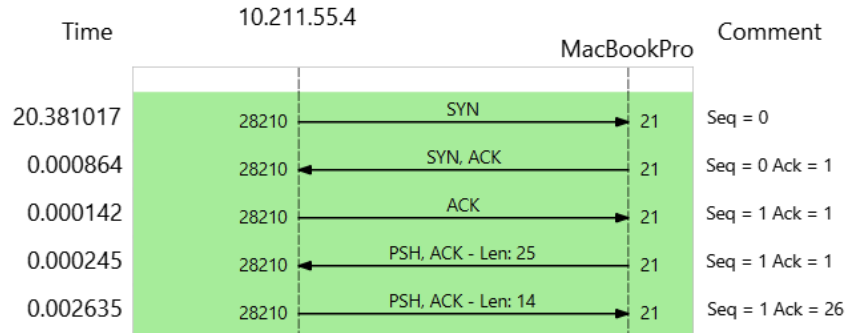 Time 10.211.55.4 MacBookPro Comment
20.381017 28210 SYN 21 Seq = 0
0.000864 28210 SYN, ACK 21 Seq = 0 Ack = 1
0.000142 28210 ACK 21 Seq = 1 Ack = 1
0.000245 28210 PSH, ACK - Len: 25 21 Seq = 1 Ack = 1
0.002635 28210 PSH, ACK - Len: 14 21 Seq = 1 Ack = 26